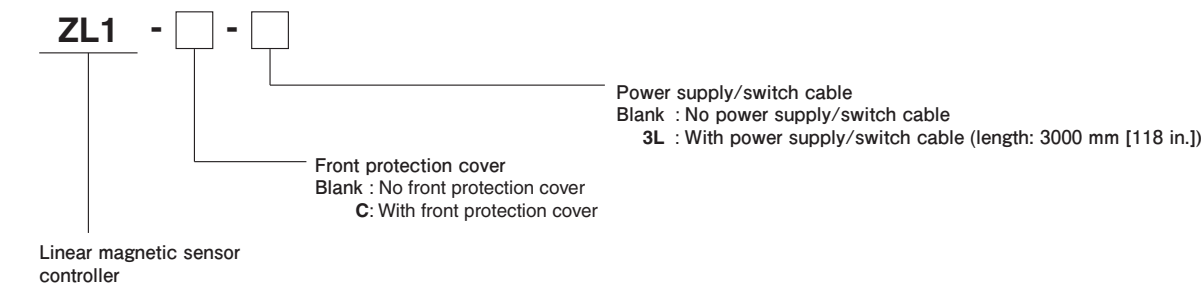 ZL1 - □ - □
Power supply/switch cable
Blank : No power supply/switch cable
3L : With power supply/switch cable (length: 3000 mm [118 in.])
Front protection cover
Blank : No front protection cover
C: With front protection cover
Linear magnetic sensor
controller